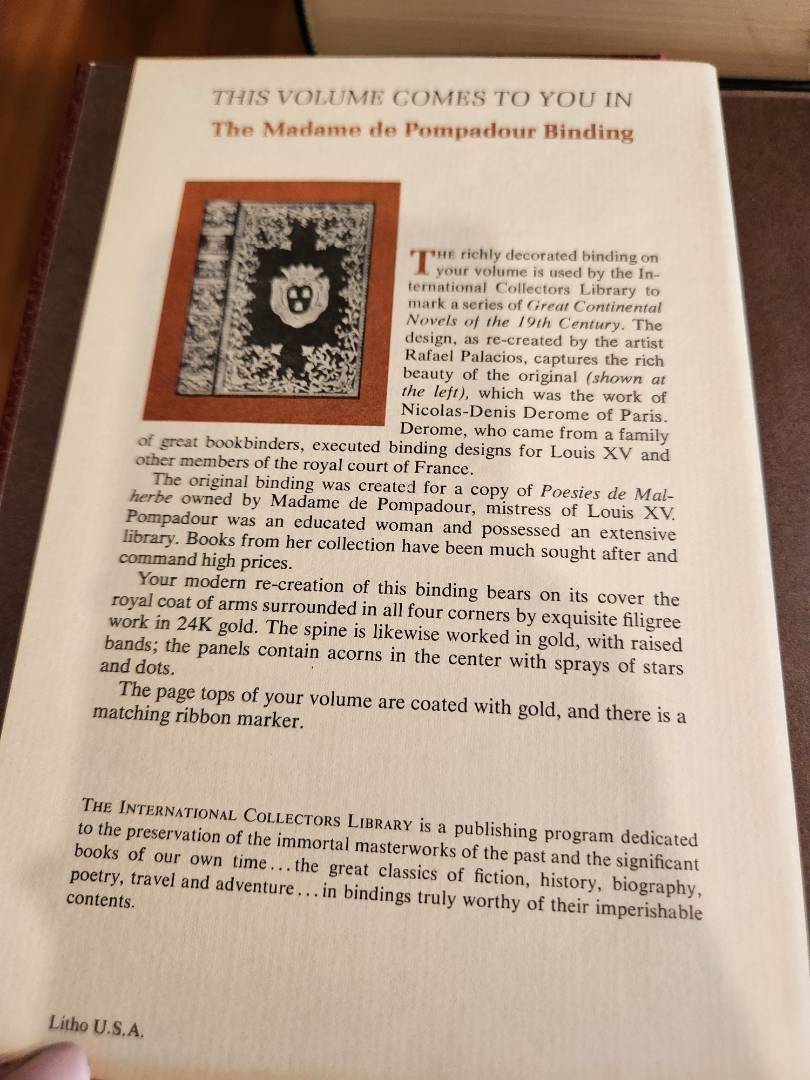 THIS VOLUME COMES TO YOU IN
The Madame de Pompadour Binding
THE richly decorated binding on
your volume is used by the In-
ternational Collectors Library to
mark a series of Great Continental
Novels of the 19th Century. The
design, as re-created by the artist
Rafael Palacios, captures the rich
beauty of the original (shown at
the left), which was the work of
Nicolas-Denis Derome of Paris.
Derome, who came from a family
of great bookbinders, executed binding designs for Louis XV and
other members of the royal court of France.
The original binding was created for a copy of Poesies de Mal-
herbe owned by Madame de Pompadour, mistress of Louis XV.
Pompadour was an educated woman and possessed an extensive
library. Books from her collection have been much sought after and
command high prices.
Your modern re-creation of this binding bears on its cover the
royal coat of arms surrounded in all four corners by exquisite filigree
work in 24K gold. The spine is likewise worked in gold, with raised
bands; the panels contain acorns in the center with sprays of stars
and dots.
The page tops of your volume are coated with gold, and there is a
matching ribbon marker.
THE INTERNATIONAL COLLECTORS LIBRARY is a publishing program dedicated
to the preservation of the immortal masterworks of the past and the significant
books of our own time...the great classics of fiction, history, biography,
poetry, travel and adventure...in bindings truly worthy of their imperishable
contents.
Litho U.S.A.